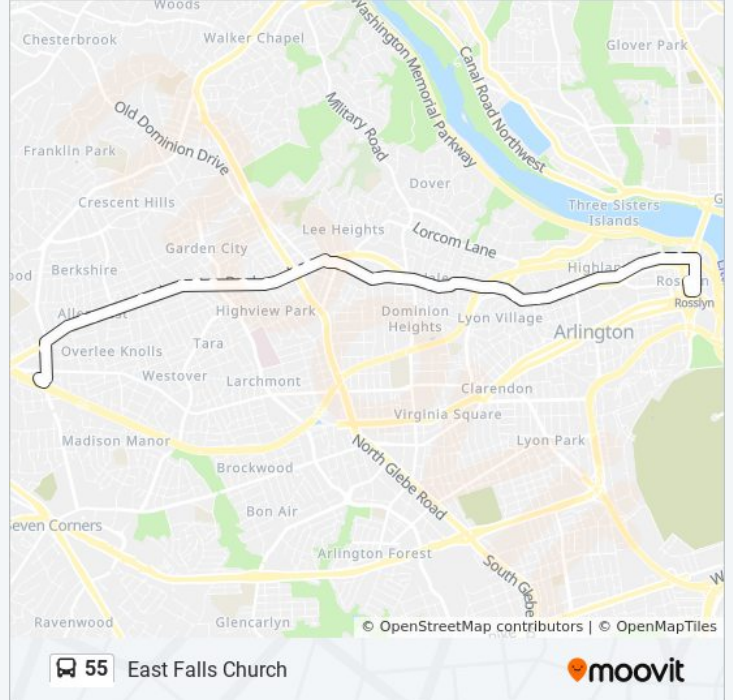 Woods
Chesterbrook
Walker Chapel
Washington Memorial Parkway
Canal Road Northwest
Glover Park
Old Dominion Drive
Military Road
Franklin Park
Dover
Crescent Hills
Three Sisters
Islands
Lee Heights
Lorcom Lane
Garden City
Berkshire
Rosslyn
Highview Park
Dominion
Heights
Lyon Village
Arlington
Tara
Overlee Knolls
Westover
Larchmont
Clarendon
Virginia Square
Madison Manor
North Glebe Road
Lyon Park
Brockwood
Bon Air
even Corners
Arlington Forest
South Glebe
Ravenwood
Glencarlyn
© OpenStreetMap contributors | © OpenMapTiles
55 East Falls Church
moovit